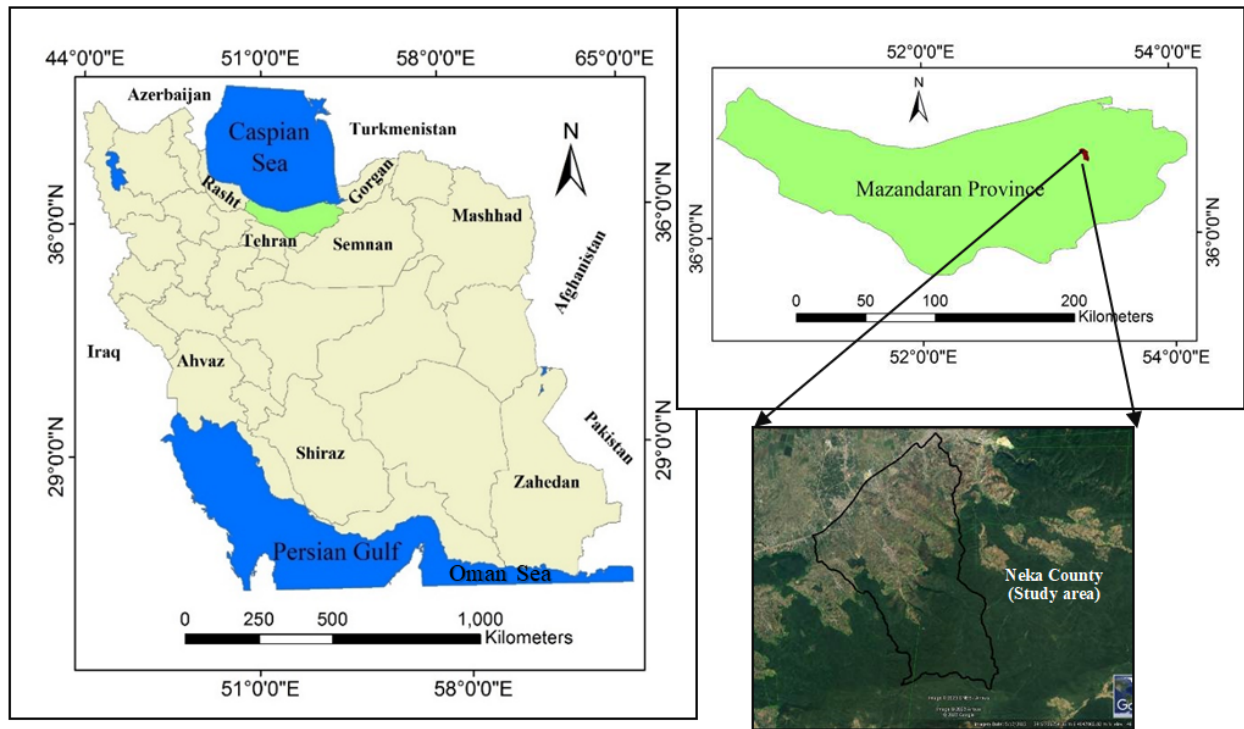 44°0'0"E
51°0'0"E
58°0'0"E
65°0'0"E
Azerbaijan
Caspian
Sea
Turkmenistan
N
Rasht
Gorgan
Mashhad
36°0'0"N
36°0'0"N
Tehran
Semnan
Afghanistan
Iraq
Ahvaz
29°0'0"N
29°0'0"N
Shiraz
Pakistan
Zahedan
Persian Gulf
Oman Sea
0 250 500 1,000
Kilometers
51°0'0"E
58°0'0"E
52°0'0"E
54°0'0"E
N
Mazandaran Province
36°0'0"N
36°0'0"N
0 50 100 200
Kilometers
52°0'0"E
54°0'0"E
Neka County
(Study area)